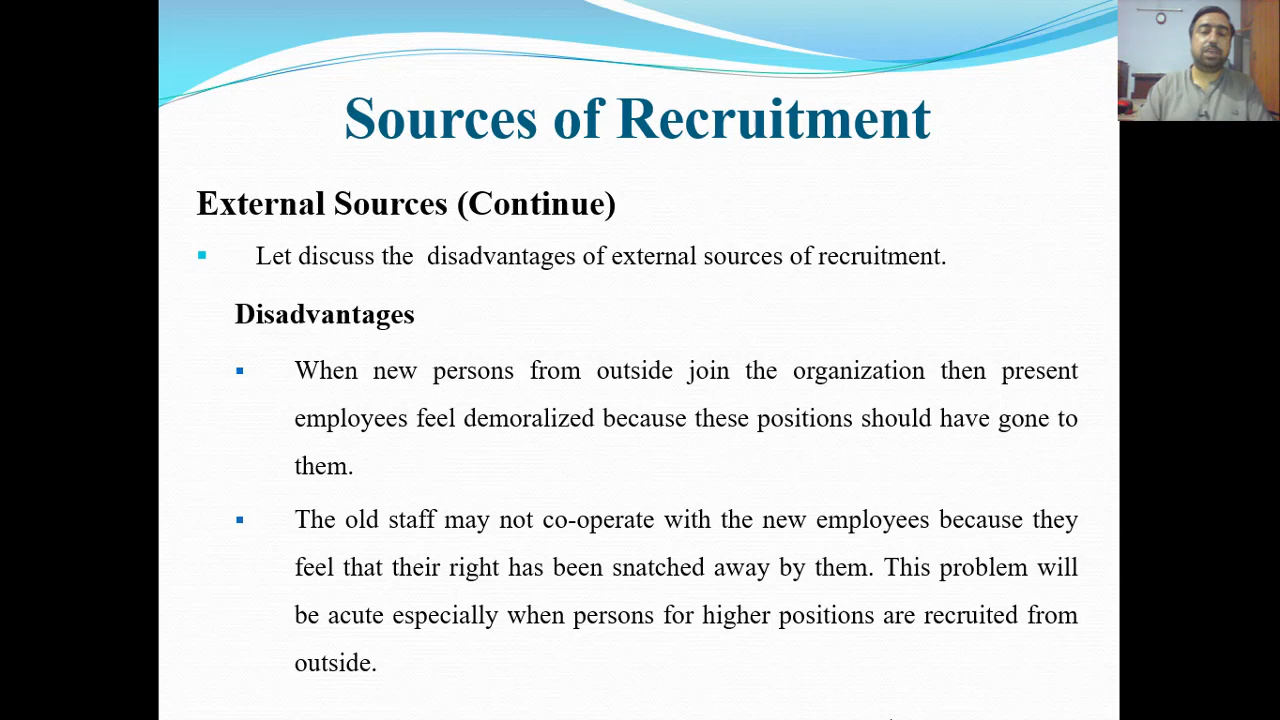 Sources of Recruitment
External Sources (Continue)
Let discuss the disadvantages of external sources of recruitment.
Disadvantages
When new persons from outside join the organization then present
employees feel demoralized because these positions should have gone to
them.
The old staff may not co-operate with the new employees because they
feel that their right has been snatched away by them. This problem will
be acute especially when persons for higher positions are recruited from
outside.